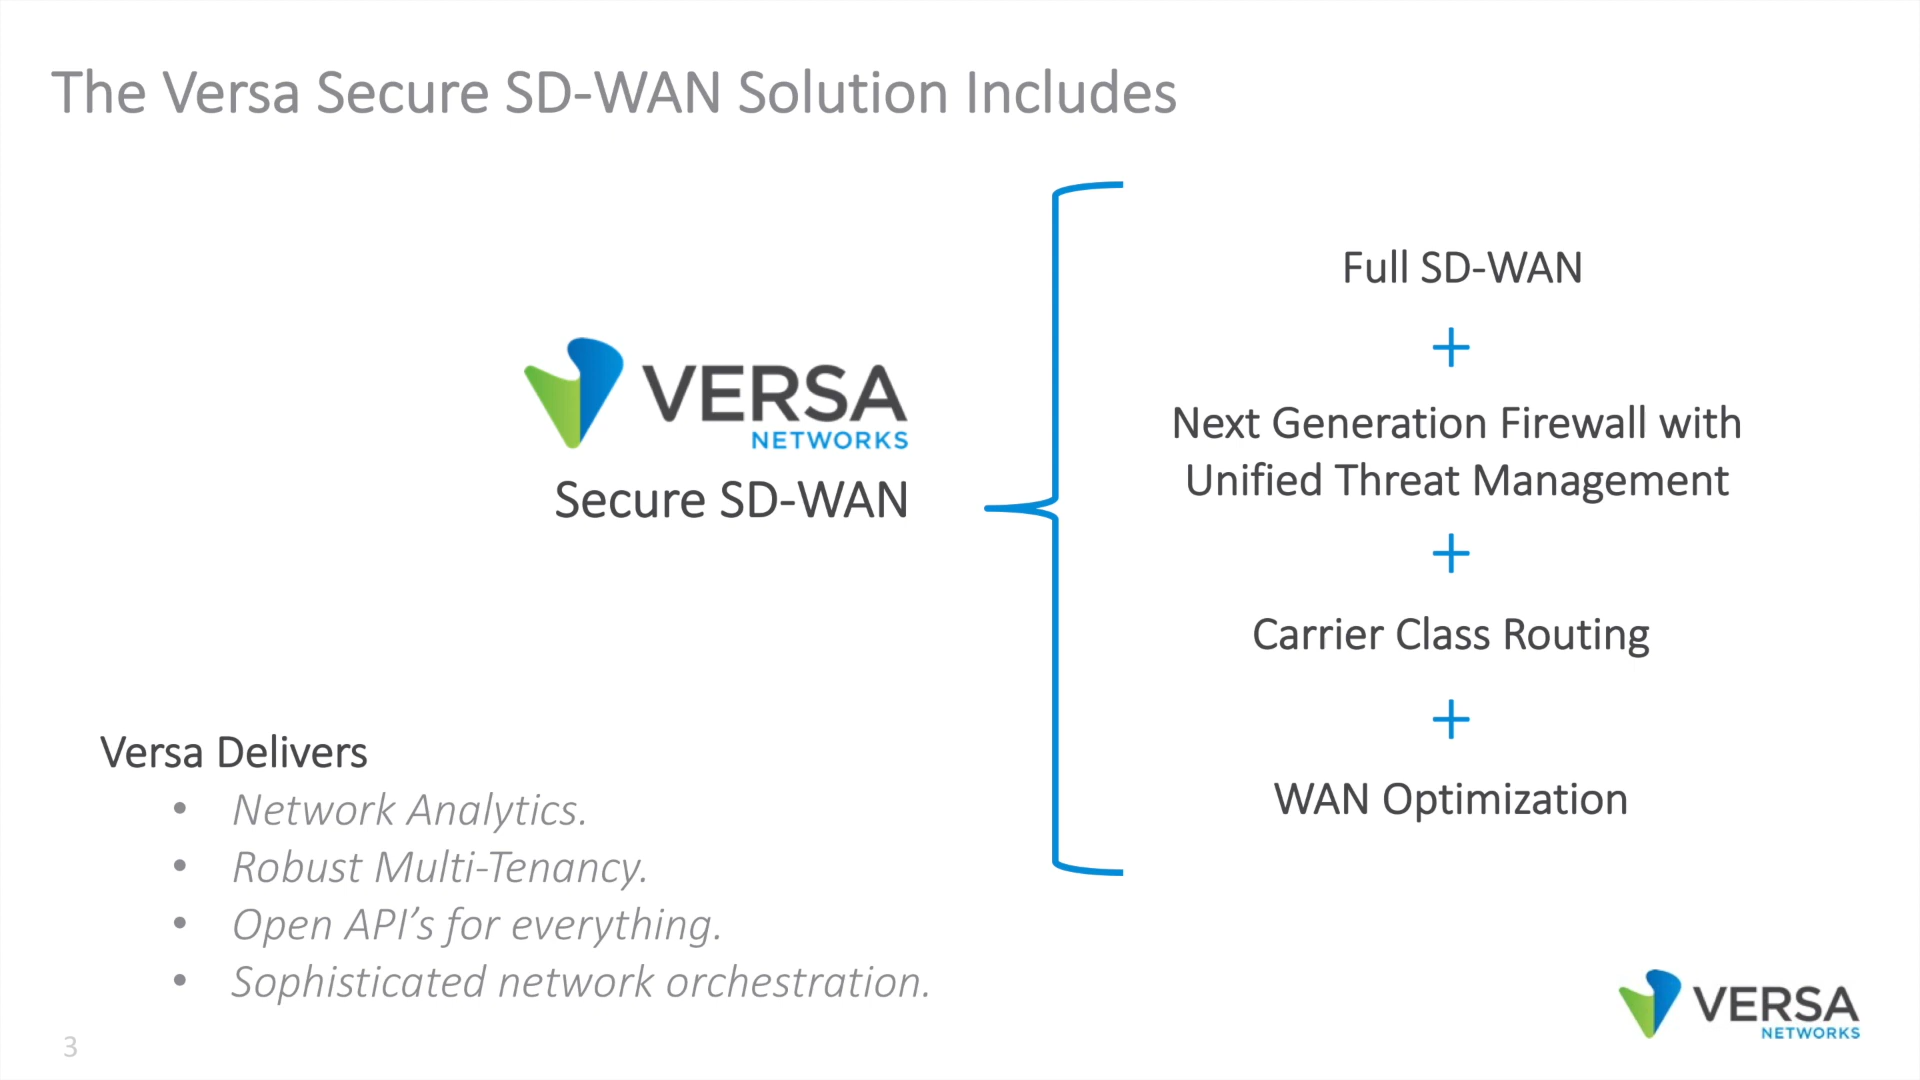 The Versa Secure SD-WAN Solution Includes
VERSA
NETWORKS
Secure SD-WAN
Full SD-WAN
+
Next Generation Firewall with
Unified Threat Management
+
Carrier Class Routing
+
WAN Optimization
Versa Delivers
• Network Analytics.
• Robust Multi-Tenancy.
• Open API’s for everything.
• Sophisticated network orchestration.
VERSA
NETWORKS
3